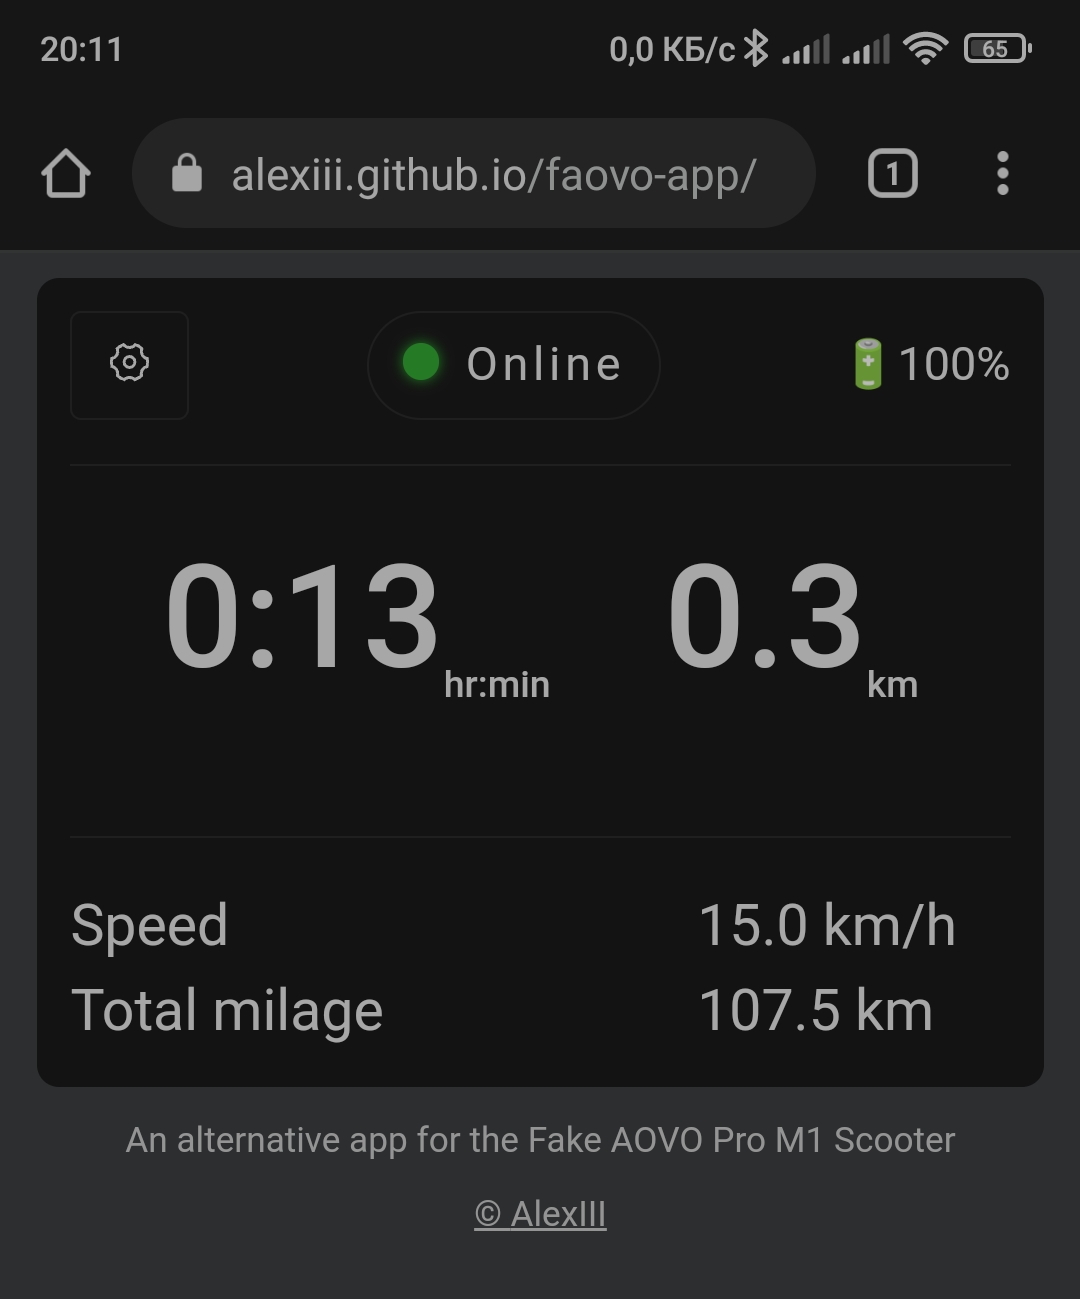 20:11 0,0 КБ/с 65
alexiii.github.io/faovo-app/ 1
Online 100%
0:13 hr:min 0.3 km
Speed 15.0 km/h
Total milage 107.5 km
An alternative app for the Fake AOVO Pro M1 Scooter
© AlexIII